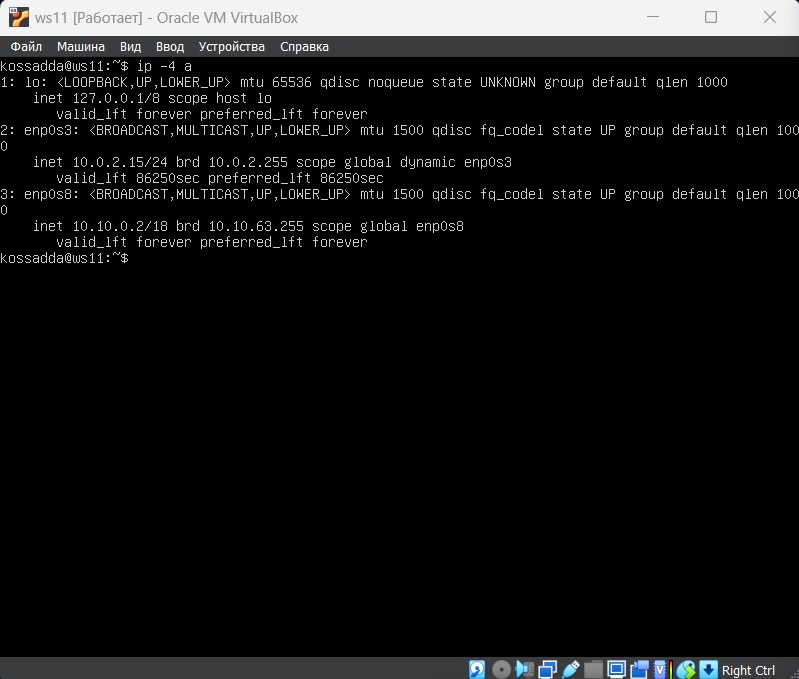 ws11 [Работает] - Oracle VM VirtualBox
Файл Машина Вид Ввод Устройства Справка
kossadda@ws11:~$ ip -4 a
1: lo: <LOOPBACK,UP,LOWER_UP> mtu 65536 qdisc noqueue state UNKNOWN group default qlen 1000
    inet 127.0.0.1/8 scope host lo
       valid_lft forever preferred_lft forever
2: enp0s3: <BROADCAST,MULTICAST,UP,LOWER_UP> mtu 1500 qdisc fq_codel state UP group default qlen 100
0
    inet 10.0.2.15/24 brd 10.0.2.255 scope global dynamic enp0s3
       valid_lft 86250sec preferred_lft 86250sec
3: enp0s8: <BROADCAST,MULTICAST,UP,LOWER_UP> mtu 1500 qdisc fq_codel state UP group default qlen 100
0
    inet 10.10.0.2/18 brd 10.10.63.255 scope global enp0s8
       valid_lft forever preferred_lft forever
kossadda@ws11:~$
Right Ctrl